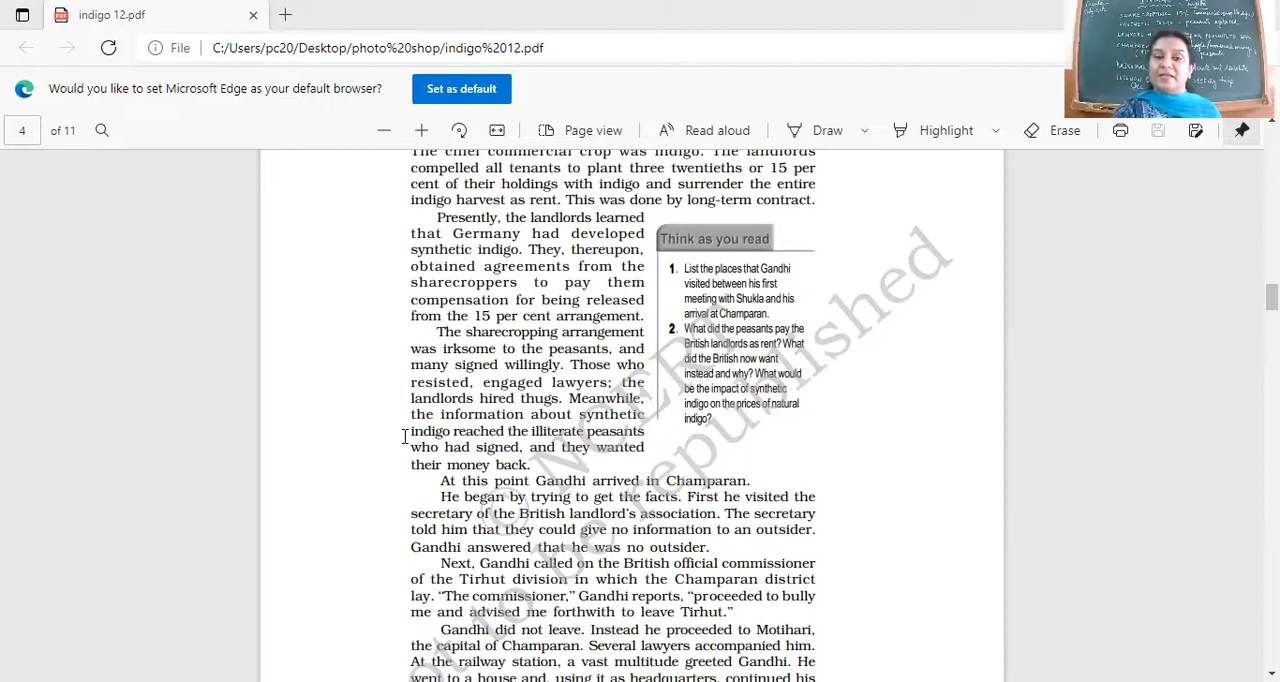 indigo 12.pdf
File
C:/Users/pc20/Desktop/photo%20shop/indigo%2012.pdf
Would you like to set Microsoft Edge as your default browser?
Set as default
4
of 11
Page view
Read aloud
Draw
Highlight
Erase
The chief commercial crop was indigo. The landlords
compelled all tenants to plant three twentieths or 15 per
cent of their holdings with indigo and surrender the entire
indigo harvest as rent. This was done by long-term contract.
Presently, the landlords learned
that Germany had developed
synthetic indigo. They, thereupon,
obtained agreements from the
sharecroppers to pay them
compensation for being released
from the 15 per cent arrangement.
The sharecropping arrangement
was irksome to the peasants, and
many signed willingly. Those who
resisted, engaged lawyers; the
landlords hired thugs. Meanwhile,
the information about synthetic
indigo reached the illiterate peasants
who had signed, and they wanted
their money back.
Think as you read
1. List the places that Gandhi
visited between his first
meeting with Shukla and his
arrival at Champaran.
2. What did the peasants pay the
British landlords as rent? What
did the British now want
instead and why? What would
be the impact of synthetic
indigo on the prices of natural
indigo?
At this point Gandhi arrived in Champaran.
He began by trying to get the facts. First he visited the
secretary of the British landlord's association. The secretary
told him that they could give no information to an outsider.
Gandhi answered that he was no outsider.
Next, Gandhi called on the British official commissioner
of the Tirhut division in which the Champaran district
lay. “The commissioner,” Gandhi reports, “proceeded to bully
me and advised me forthwith to leave Tirhut.”
Gandhi did not leave. Instead he proceeded to Motihari,
the capital of Champaran. Several lawyers accompanied him.
At the railway station, a vast multitude greeted Gandhi. He
went to a house and, using it as headquarters, continued his
© NCERT
not to be republished